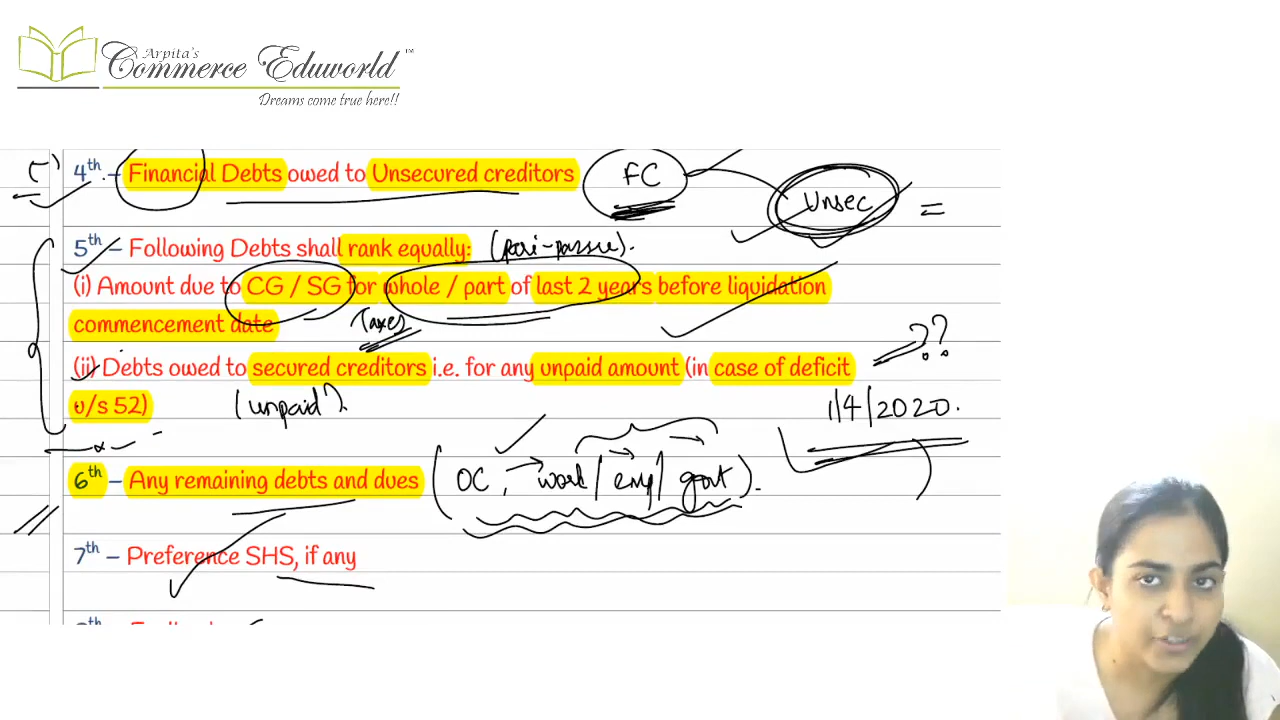 Arpita's
Commerce Eduworld™
Dreams come true here!!
4th - Financial Debts owed to Unsecured creditors FC Unsec =
5th - Following Debts shall rank equally: (pari-passu).
(i) Amount due to CG / SG for whole / part of last 2 years before liquidation
commencement date Taxes
(ii) Debts owed to secured creditors i.e. for any unpaid amount (in case of deficit ??
u/s 52) (unpaid) 1/4/2020.
6th – Any remaining debts and dues (OC, work / emp / govt).
7th – Preference SHS, if any